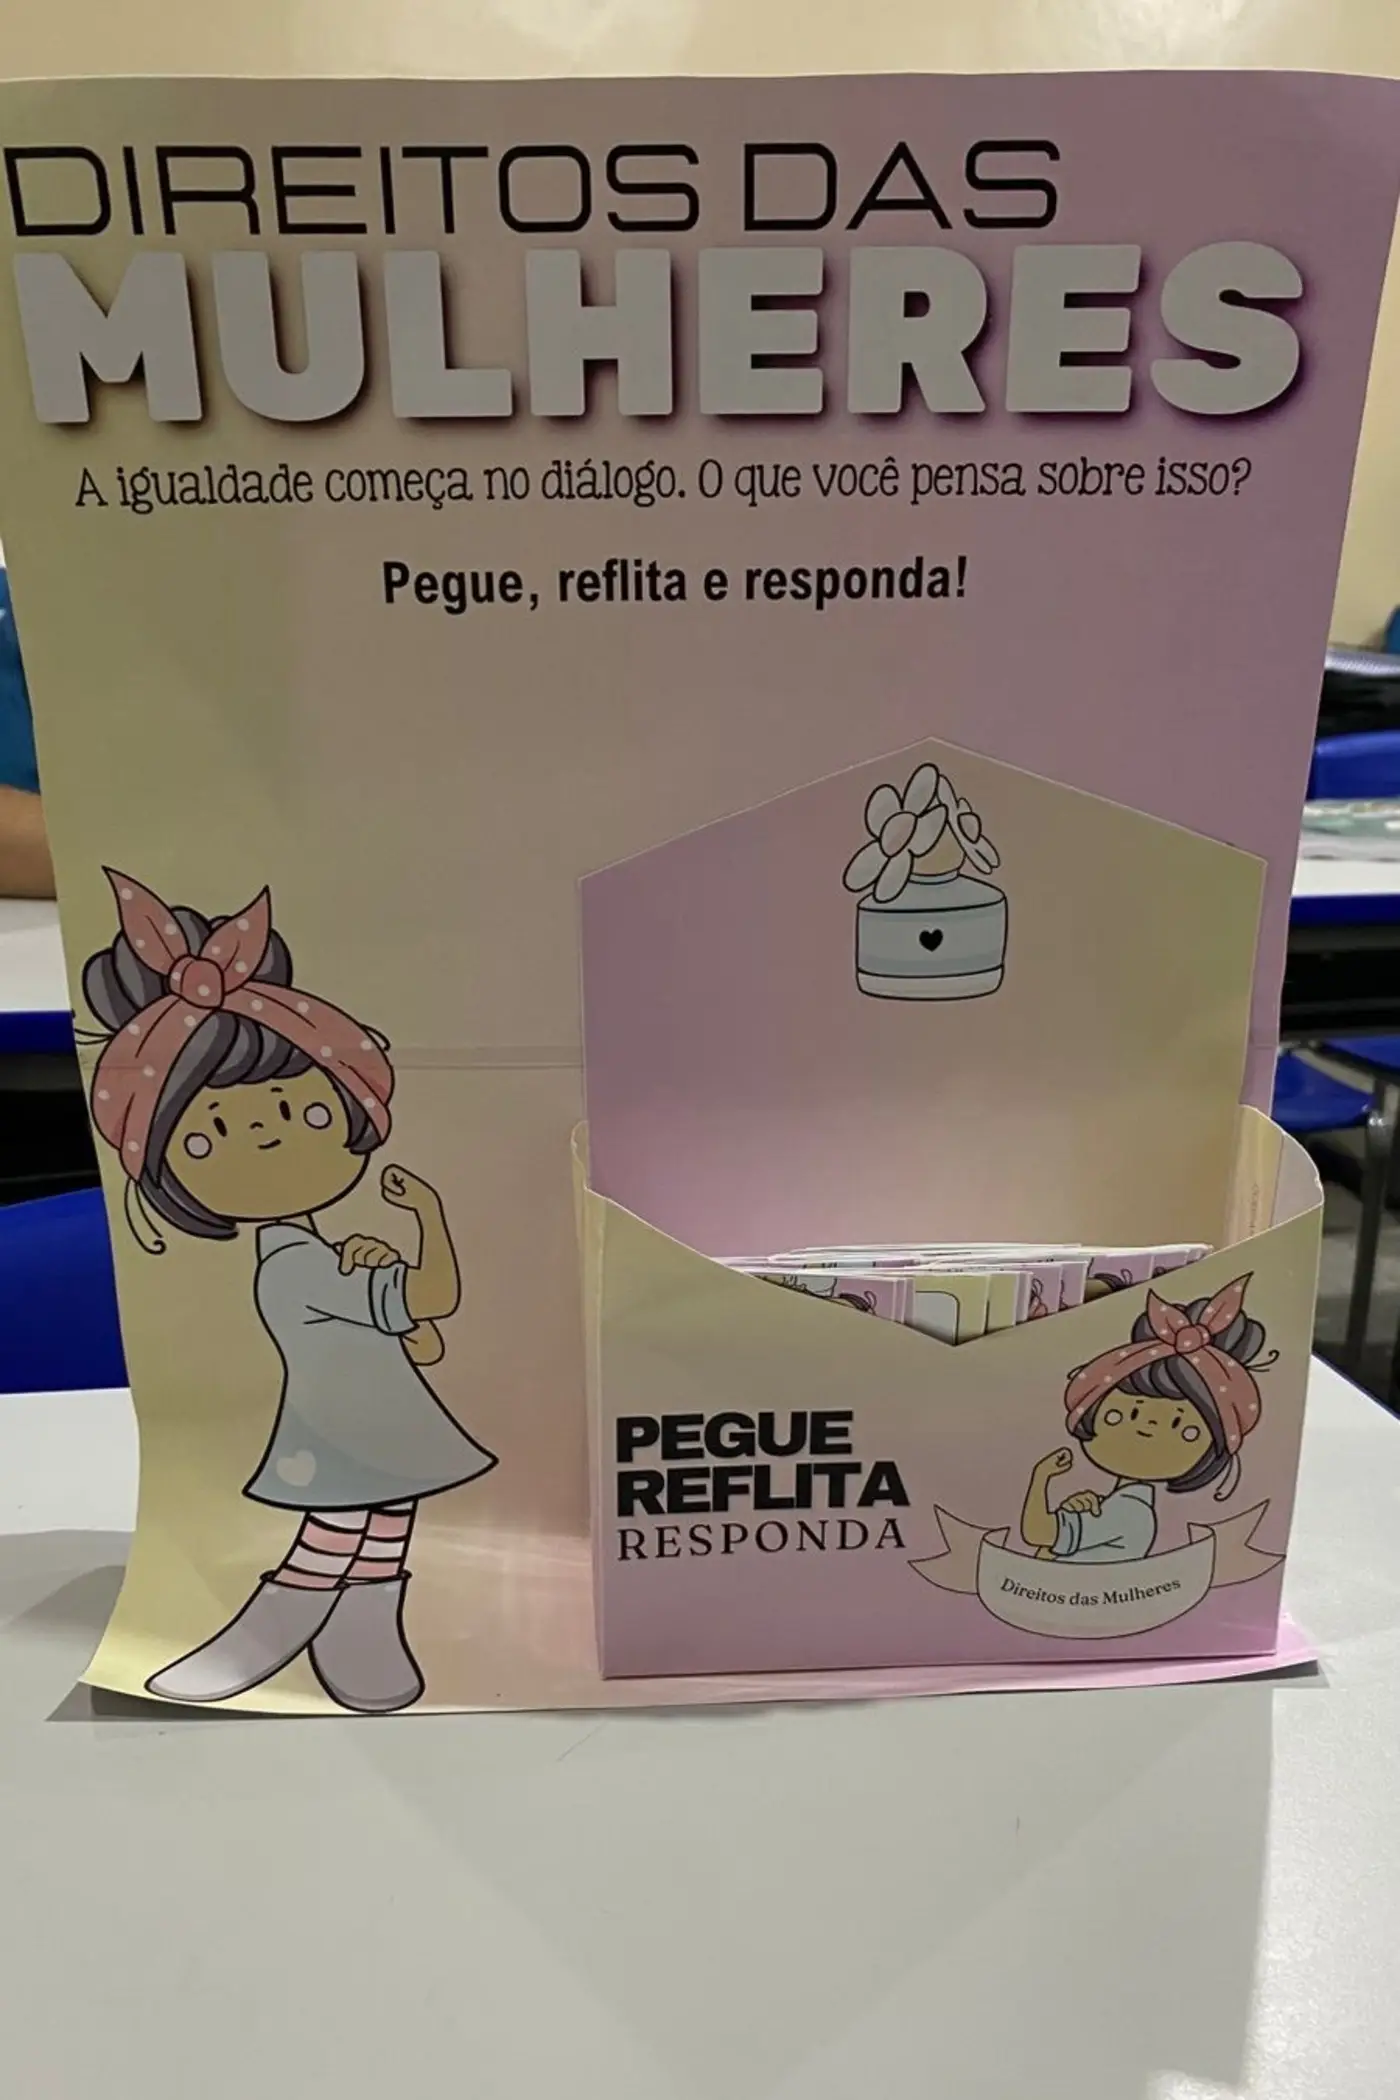 DIREITOS DAS
MULHERES
A igualdade começa no diálogo. O que você pensa sobre isso?
Pegue, reflita e responda!
PEGUE
REFLITA
RESPONDA
Direitos das Mulheres